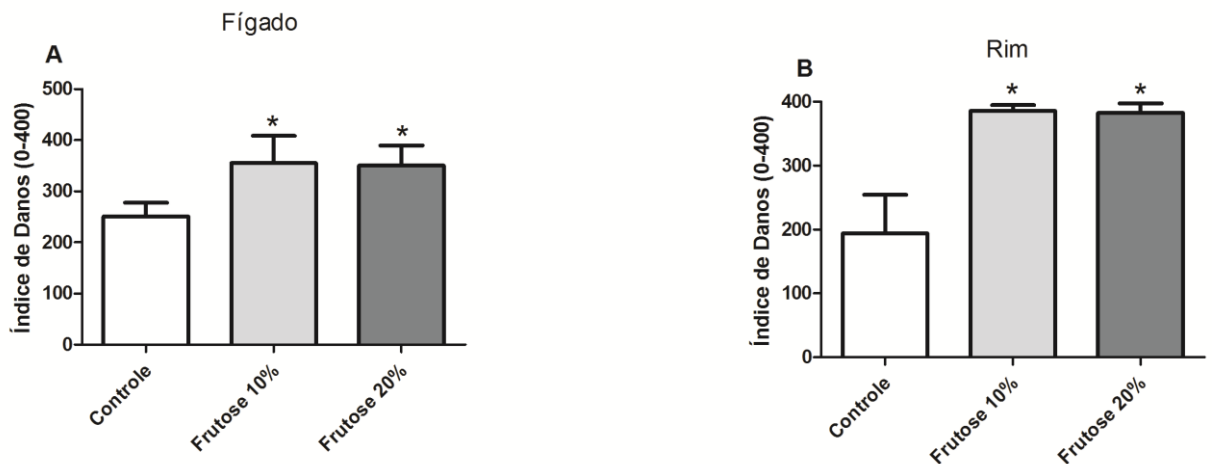 Fígado
A
Índice de Danos (0-400)
500
400
300
200
100
0
*
*
Controle
Frutose 10%
Frutose 20%
Rim
B
Índice de Danos (0-400)
400
300
200
100
0
*
*
Controle
Frutose 10%
Frutose 20%